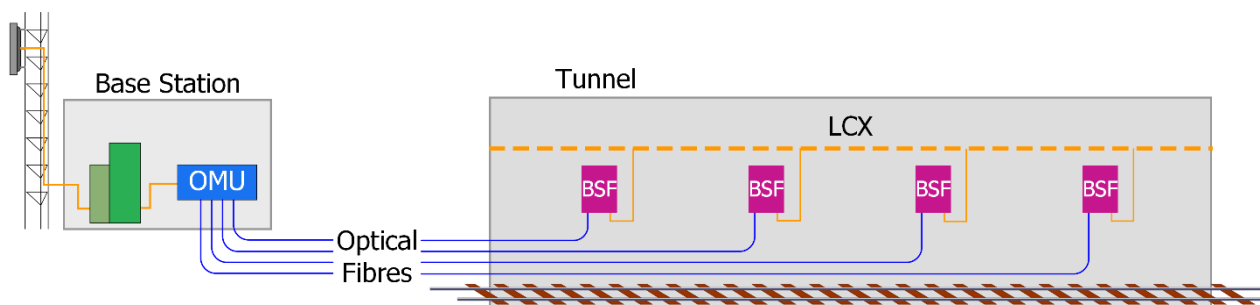 Base Station
Tunnel
LCX
OMU
BSF
BSF
BSF
BSF
Optical
Fibres